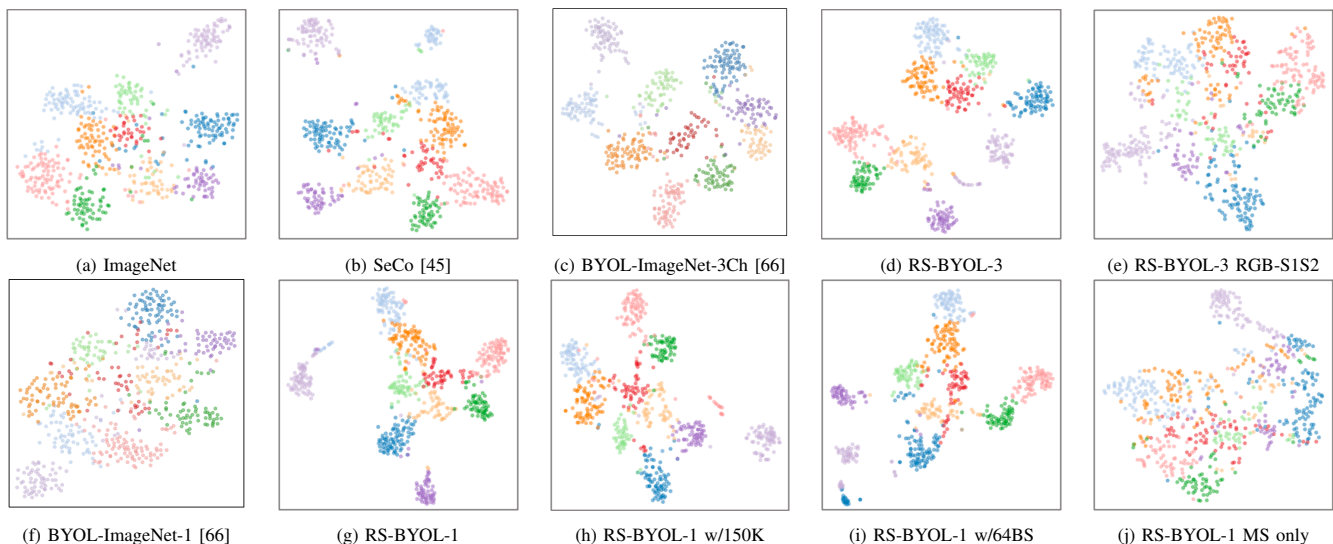 (a) ImageNet
(b) SeCo [45]
(c) BYOL-ImageNet-3Ch [66]
(d) RS-BYOL-3
(e) RS-BYOL-3 RGB-S1S2
(f) BYOL-ImageNet-1 [66]
(g) RS-BYOL-1
(h) RS-BYOL-1 w/150K
(i) RS-BYOL-1 w/64BS
(j) RS-BYOL-1 MS only